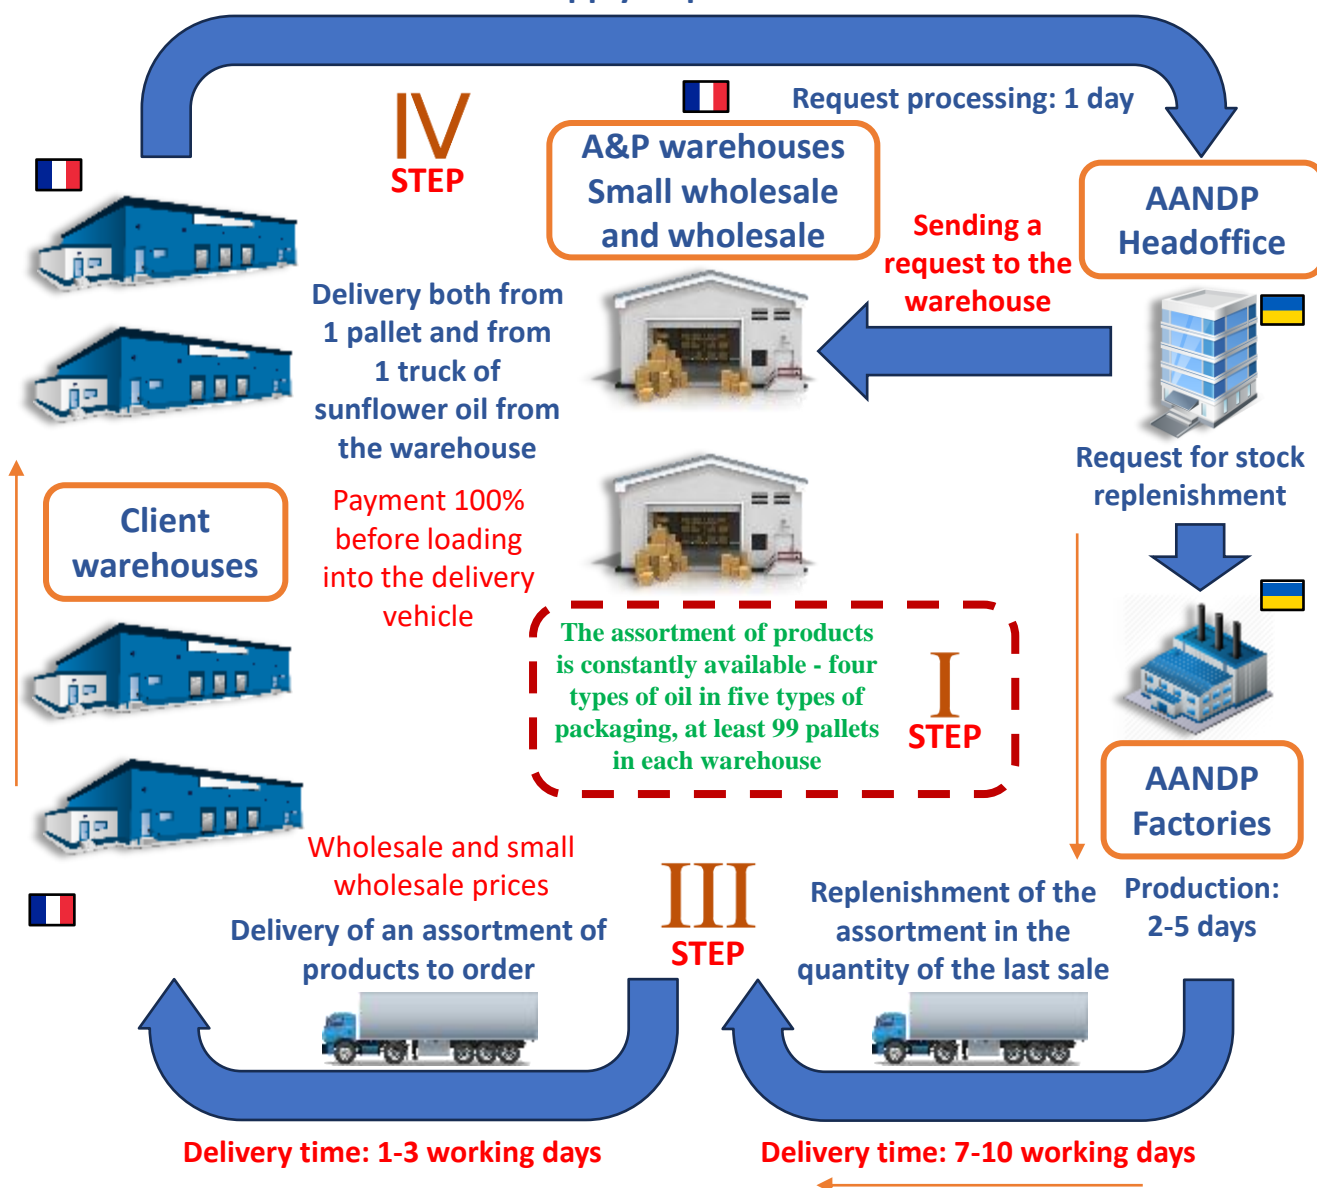 Request processing: 1 day
IV
STEP
A&P warehouses
Small wholesale
and wholesale
AANDP
Headoffice
Sending a
request to the
warehouse
Delivery both from
1 pallet and from
1 truck of
sunflower oil from
the warehouse
Request for stock
replenishment
Client
warehouses
Payment 100%
before loading
into the delivery
vehicle
The assortment of products
is constantly available - four
types of oil in five types of
packaging, at least 99 pallets
in each warehouse
I
STEP
AANDP
Factories
Wholesale and small
wholesale prices
III
STEP
Production:
2-5 days
Replenishment of the
assortment in the
quantity of the last sale
Delivery of an assortment of
products to order
Delivery time: 1-3 working days
Delivery time: 7-10 working days